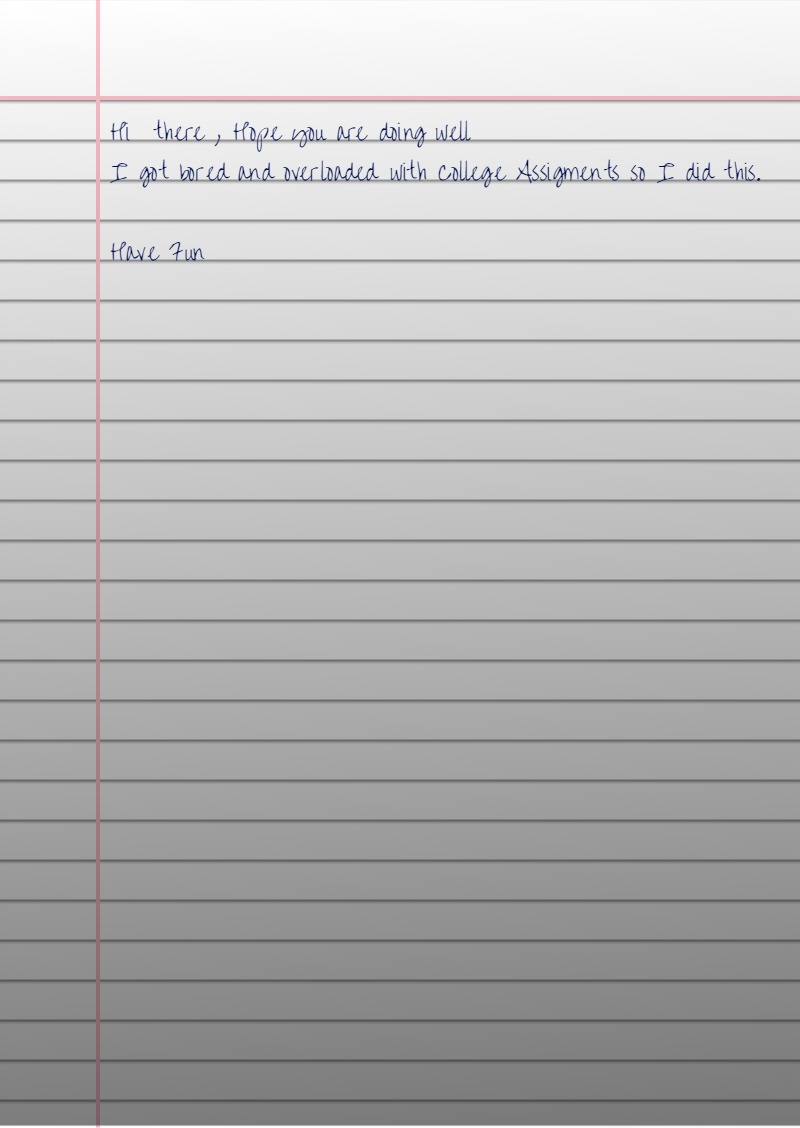 Hi there , Hope you are doing well
I got bored and overloaded with College Assigments so I did this.
Have Fun